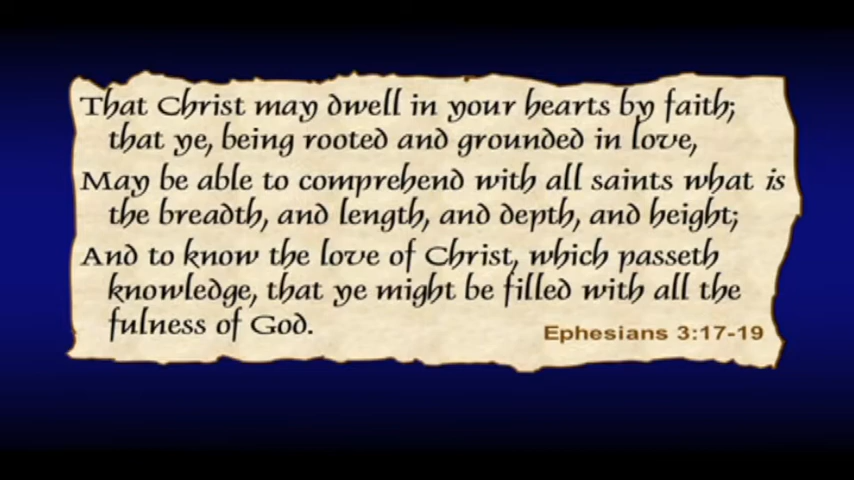 That Christ may dwell in your hearts by faith;
that ye, being rooted and grounded in love,
May be able to comprehend with all saints what is
the breadth, and length, and depth, and height;
And to know the love of Christ, which passeth
knowledge, that ye might be filled with all the
fulness of God.
Ephesians 3:17-19